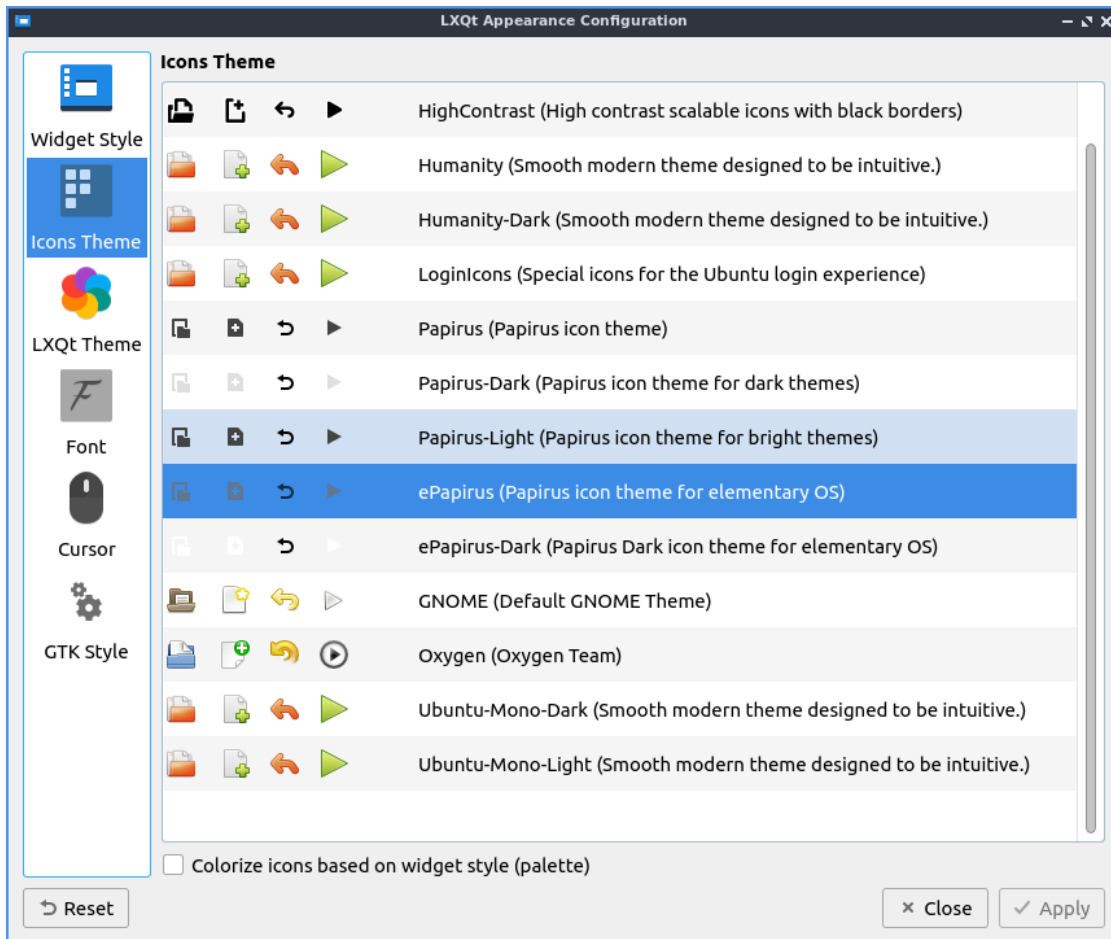 LXQt Appearance Configuration
Widget Style
Icons Theme
LXQt Theme
Font
Cursor
GTK Style
Icons Theme
HighContrast (High contrast scalable icons with black borders)
Humanity (Smooth modern theme designed to be intuitive.)
Humanity-Dark (Smooth modern theme designed to be intuitive.)
LoginIcons (Special icons for the Ubuntu login experience)
Papirus (Papirus icon theme)
Papirus-Dark (Papirus icon theme for dark themes)
Papirus-Light (Papirus icon theme for bright themes)
ePapirus (Papirus icon theme for elementary OS)
ePapirus-Dark (Papirus Dark icon theme for elementary OS)
GNOME (Default GNOME Theme)
Oxygen (Oxygen Team)
Ubuntu-Mono-Dark (Smooth modern theme designed to be intuitive.)
Ubuntu-Mono-Light (Smooth modern theme designed to be intuitive.)
Colorize icons based on widget style (palette)
Reset
Close
Apply